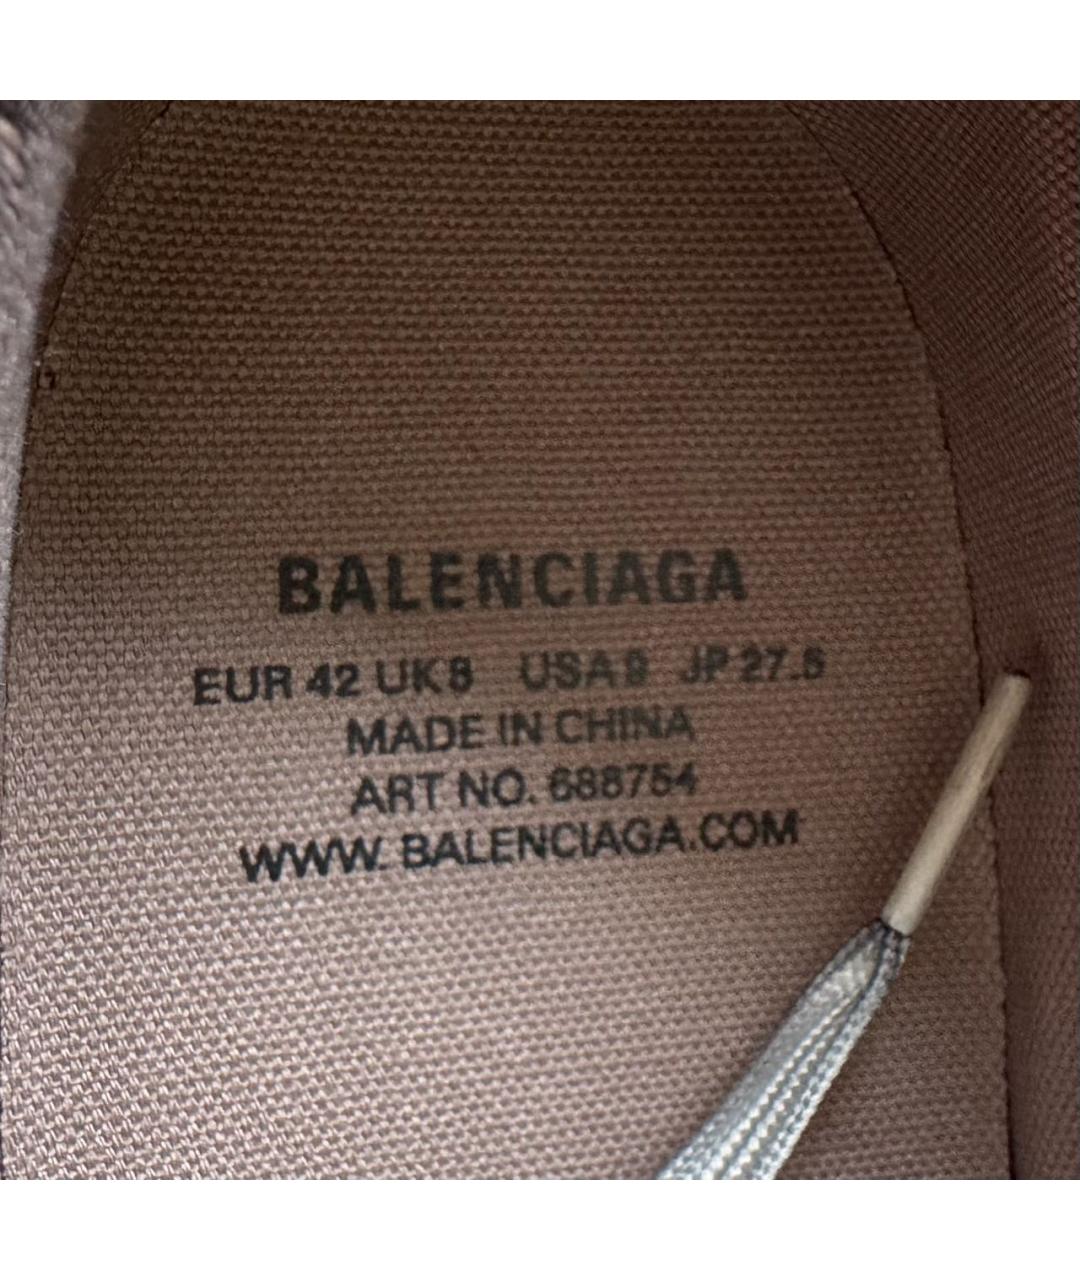 BALENCIAGA
EUR 42 UK8 USA9 JP 27.5
MADE IN CHINA
ART NO. 688754
WWW. BALENCIAGA.COM